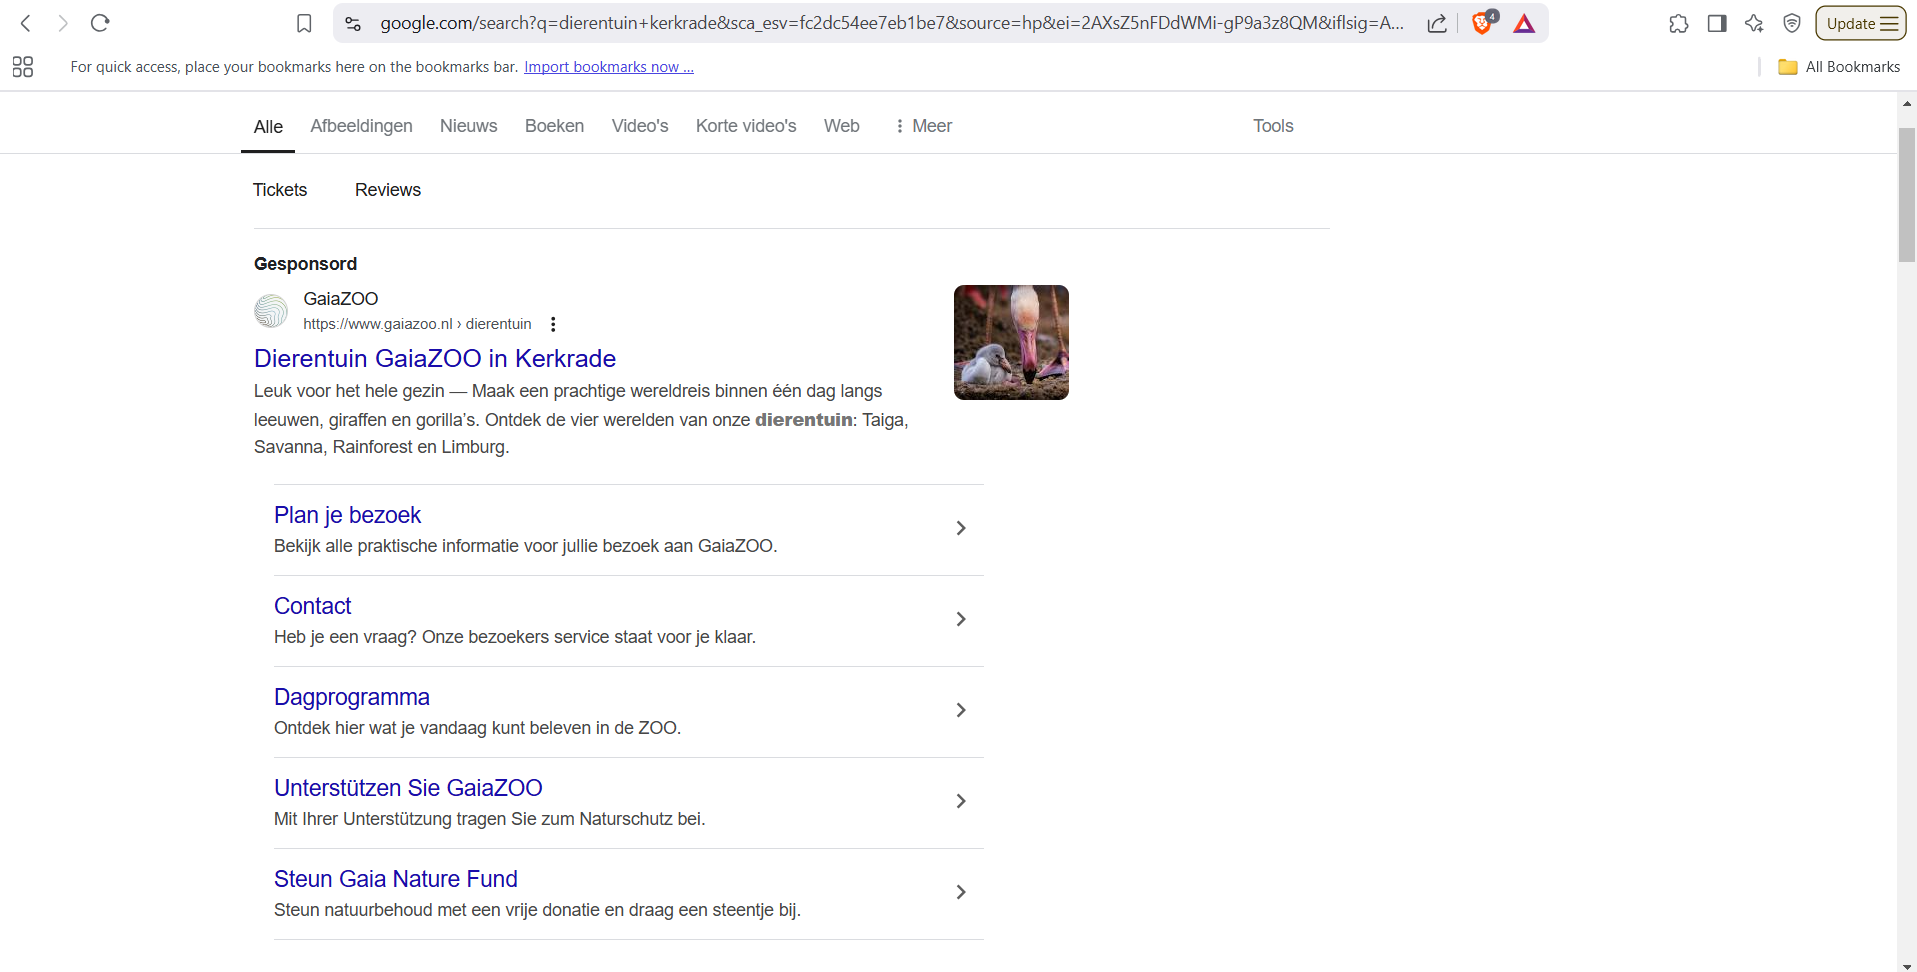 google.com/search?q=dierentuin+kerkrade&sca_esv=fc2dc54ee7eb1be7&source=hp&ei=2AXsZ5nFDdWMi-gP9a3z8QM&iflsig=A...
4
Update
For quick access, place your bookmarks here on the bookmarks bar. Import bookmarks now ...
All Bookmarks
Alle Afbeeldingen Nieuws Boeken Video's Korte video's Web Meer Tools
Tickets Reviews
Gesponsord
GaiaZOO
https://www.gaiazoo.nl › dierentuin
Dierentuin GaiaZOO in Kerkrade
Leuk voor het hele gezin — Maak een prachtige wereldreis binnen één dag langs
leeuwen, giraffen en gorilla's. Ontdek de vier werelden van onze dierentuin: Taiga,
Savanna, Rainforest en Limburg.
Plan je bezoek
Bekijk alle praktische informatie voor jullie bezoek aan GaiaZOO.
Contact
Heb je een vraag? Onze bezoekers service staat voor je klaar.
Dagprogramma
Ontdek hier wat je vandaag kunt beleven in de ZOO.
Unterstützen Sie GaiaZOO
Mit Ihrer Unterstützung tragen Sie zum Naturschutz bei.
Steun Gaia Nature Fund
Steun natuurbehoud met een vrije donatie en draag een steentje bij.